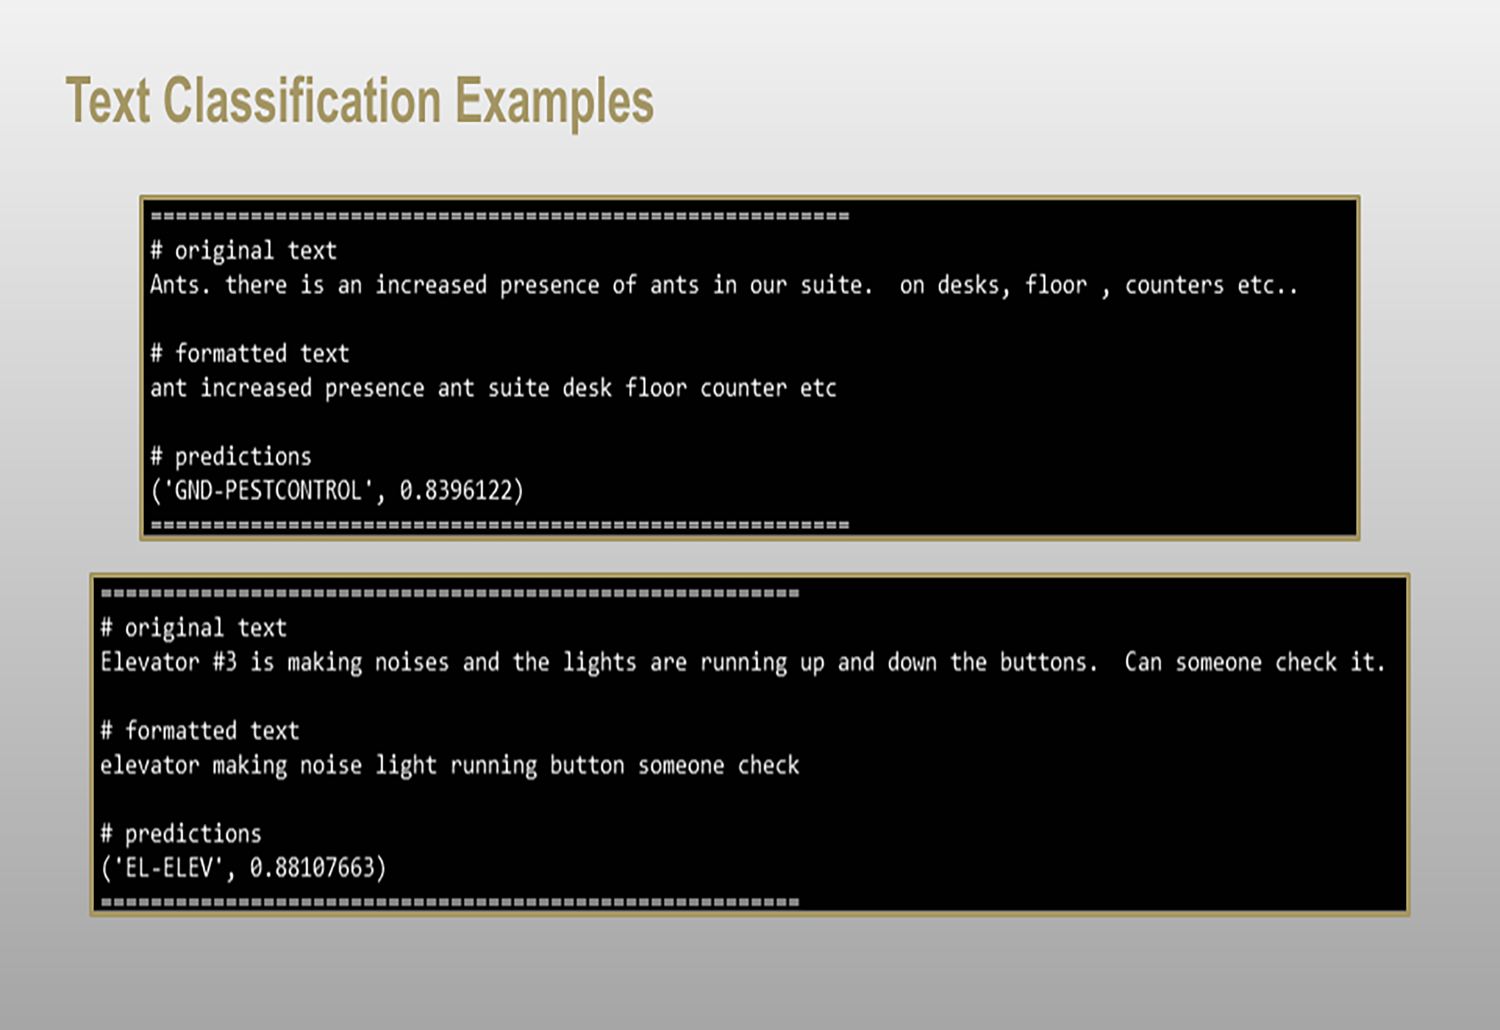 Text Classification Examples
========================================================
# original text
Ants. there is an increased presence of ants in our suite.  on desks, floor , counters etc..
# formatted text
ant increased presence ant suite desk floor counter etc
# predictions
('GND-PESTCONTROL', 0.8396122)
========================================================
========================================================
# original text
Elevator #3 is making noises and the lights are running up and down the buttons.  Can someone check it.
# formatted text
elevator making noise light running button someone check
# predictions
('EL-ELEV', 0.88107663)
========================================================